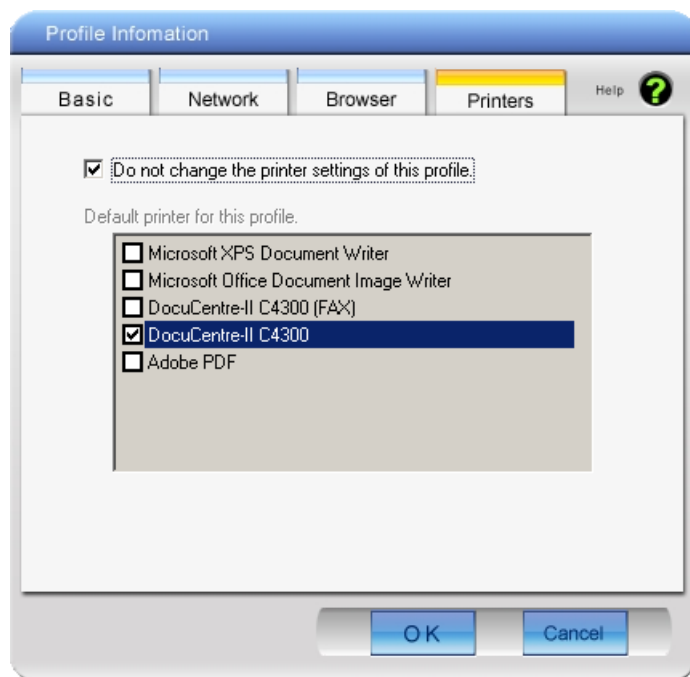 Profile Infomation
Basic
Network
Browser
Printers
Help ?
Do not change the printer settings of this profile.
Default printer for this profile.
Microsoft XPS Document Writer
Microsoft Office Document Image Writer
DocuCentre-II C4300 (FAX)
DocuCentre-II C4300
Adobe PDF
OK
Cancel